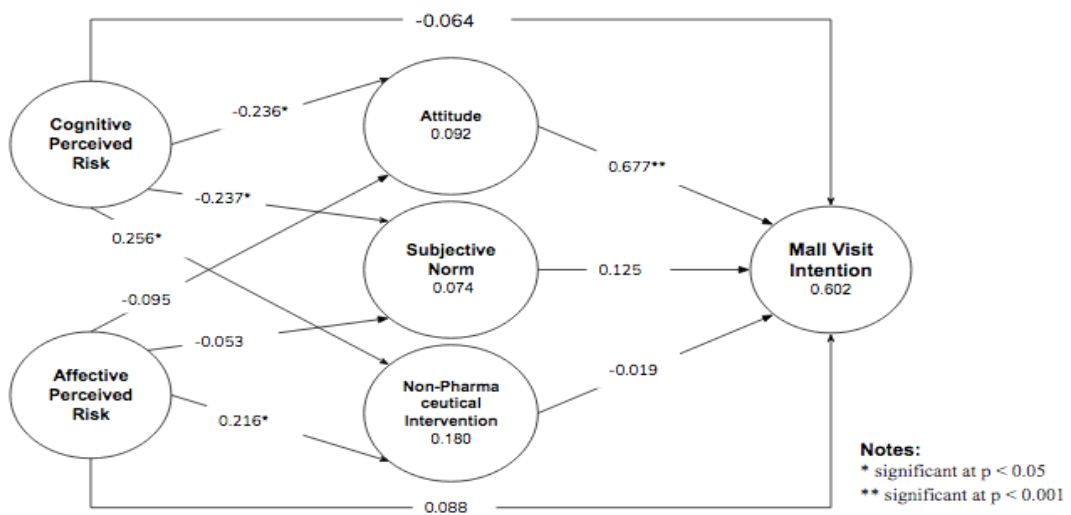 -0.064
Cognitive
Perceived
Risk
-0.236*
Attitude
0.092
0.677**
-0.237*
0.256*
Subjective
Norm
0.074
0.125
Mall Visit
Intention
0.602
-0.095
-0.053
Affective
Perceived
Risk
0.216*
Non-Pharma
ceutical
Intervention
0.180
-0.019
0.088
Notes:
* significant at p < 0.05
** significant at p < 0.001